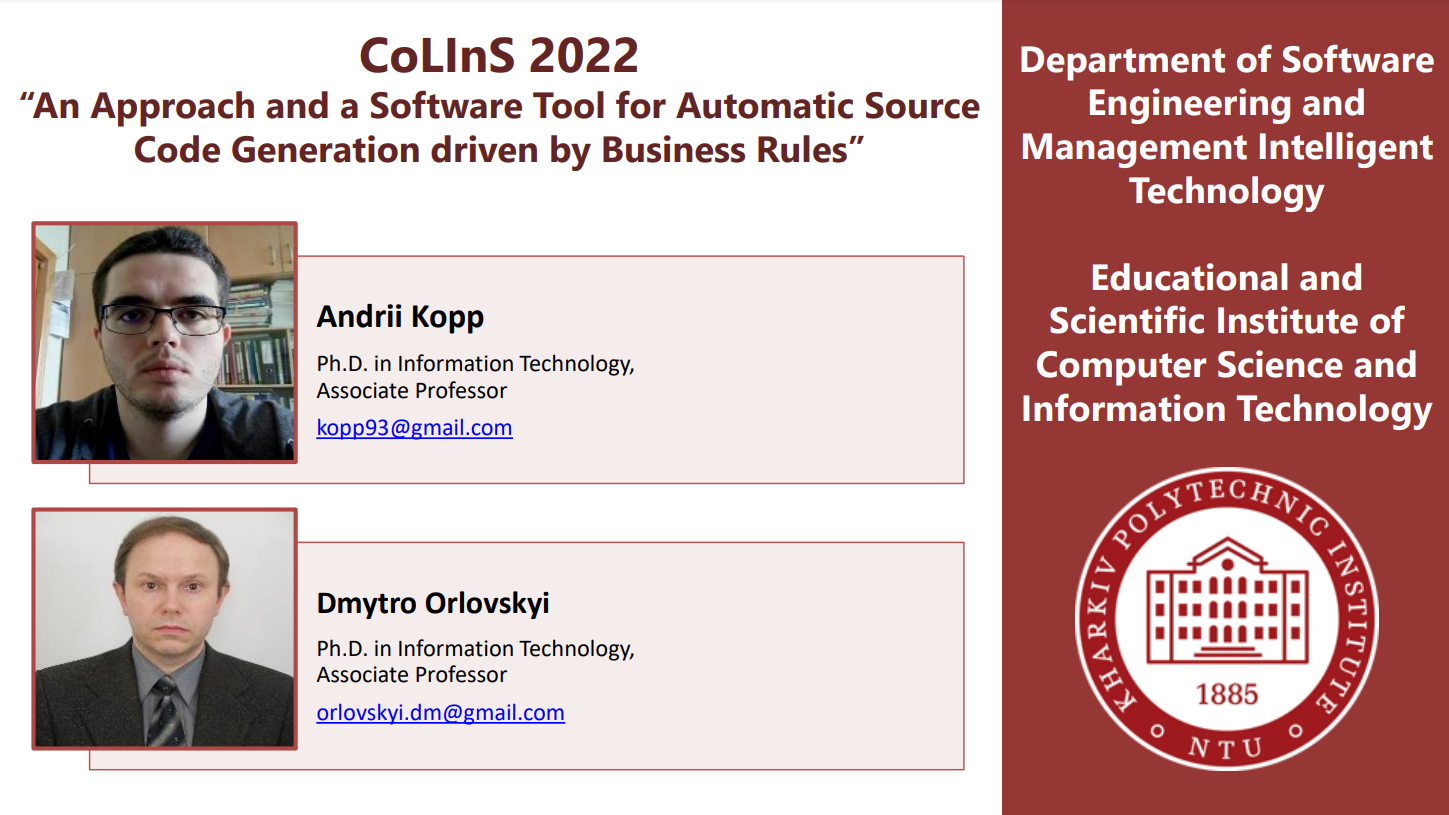 CoLInS 2022
“An Approach and a Software Tool for Automatic Source
Code Generation driven by Business Rules”
Andrii Kopp
Ph.D. in Information Technology,
Associate Professor
kopp93@gmail.com
Dmytro Orlovskyi
Ph.D. in Information Technology,
Associate Professor
orlovskyi.dm@gmail.com
Department of Software
Engineering and
Management Intelligent
Technology
Educational and
Scientific Institute of
Computer Science and
Information Technology
KHARKIV POLYTECHNIC INSTITUTE
1885
NTU